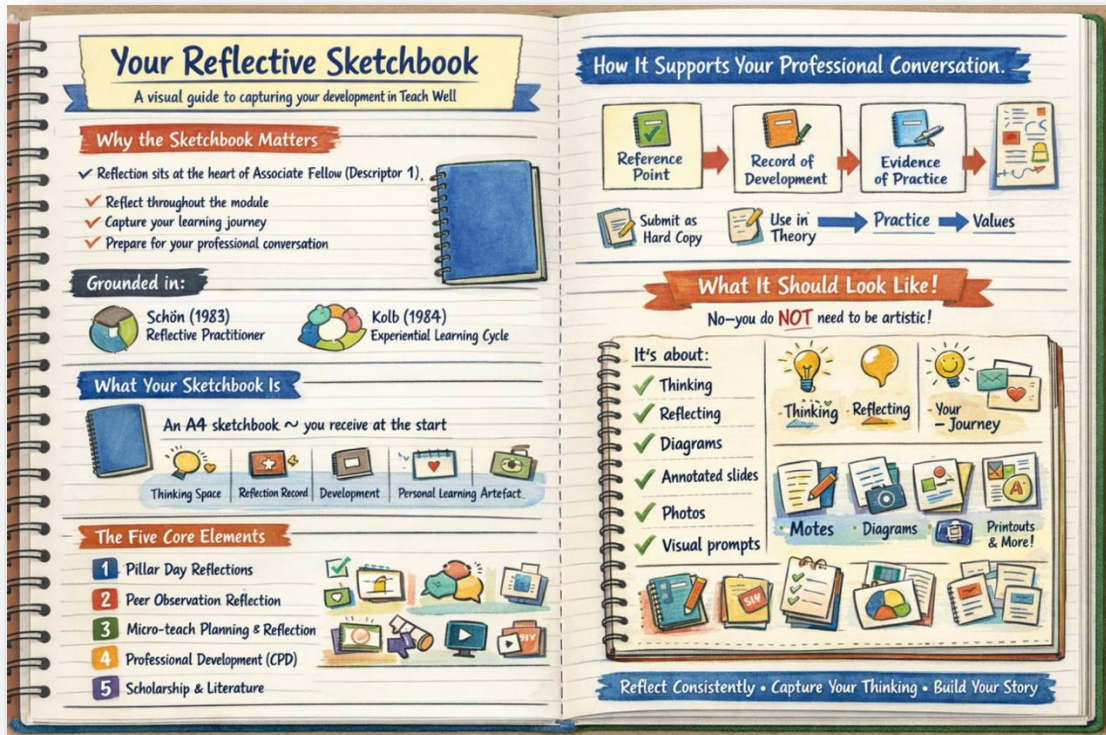 Your Reflective Sketchbook
A visual guide to capturing your development in Teach Well
Why the Sketchbook Matters
Reflection sits at the heart of Associate Fellow (Descriptor 1),
Reflect throughout the module
Capture your learning journey
Prepare for your professional conversation
Grounded in:
Schön (1983)
Reflective Practitioner
Kolb (1984)
Experiential Learning Cycle
What Your Sketchbook Is
An A4 sketchbook ~ you receive at the start
Thinking Space
Reflection Record
Development
Personal Learning Artefact
The Five Core Elements
1 Pillar Day Reflections
2 Peer Observation Reflection
3 Micro-teach Planning & Reflection
4 Professional Development (CPD)
5 Scholarship & Literature
How It Supports Your Professional Conversation.
Reference
Point
Record of
Development
Evidence
of Practice
Submit as
Hard Copy
Use in
Theory
Practice
Values
What It Should Look Like!
No–you do NOT need to be artistic!
It's about:
Thinking
Reflecting
Diagrams
Annotated slides
Photos
Visual prompts
Thinking
Reflecting
Your
– Journey
Motes
Diagrams
A
Printouts
& More!
Reflect Consistently • Capture Your Thinking • Build Your Story